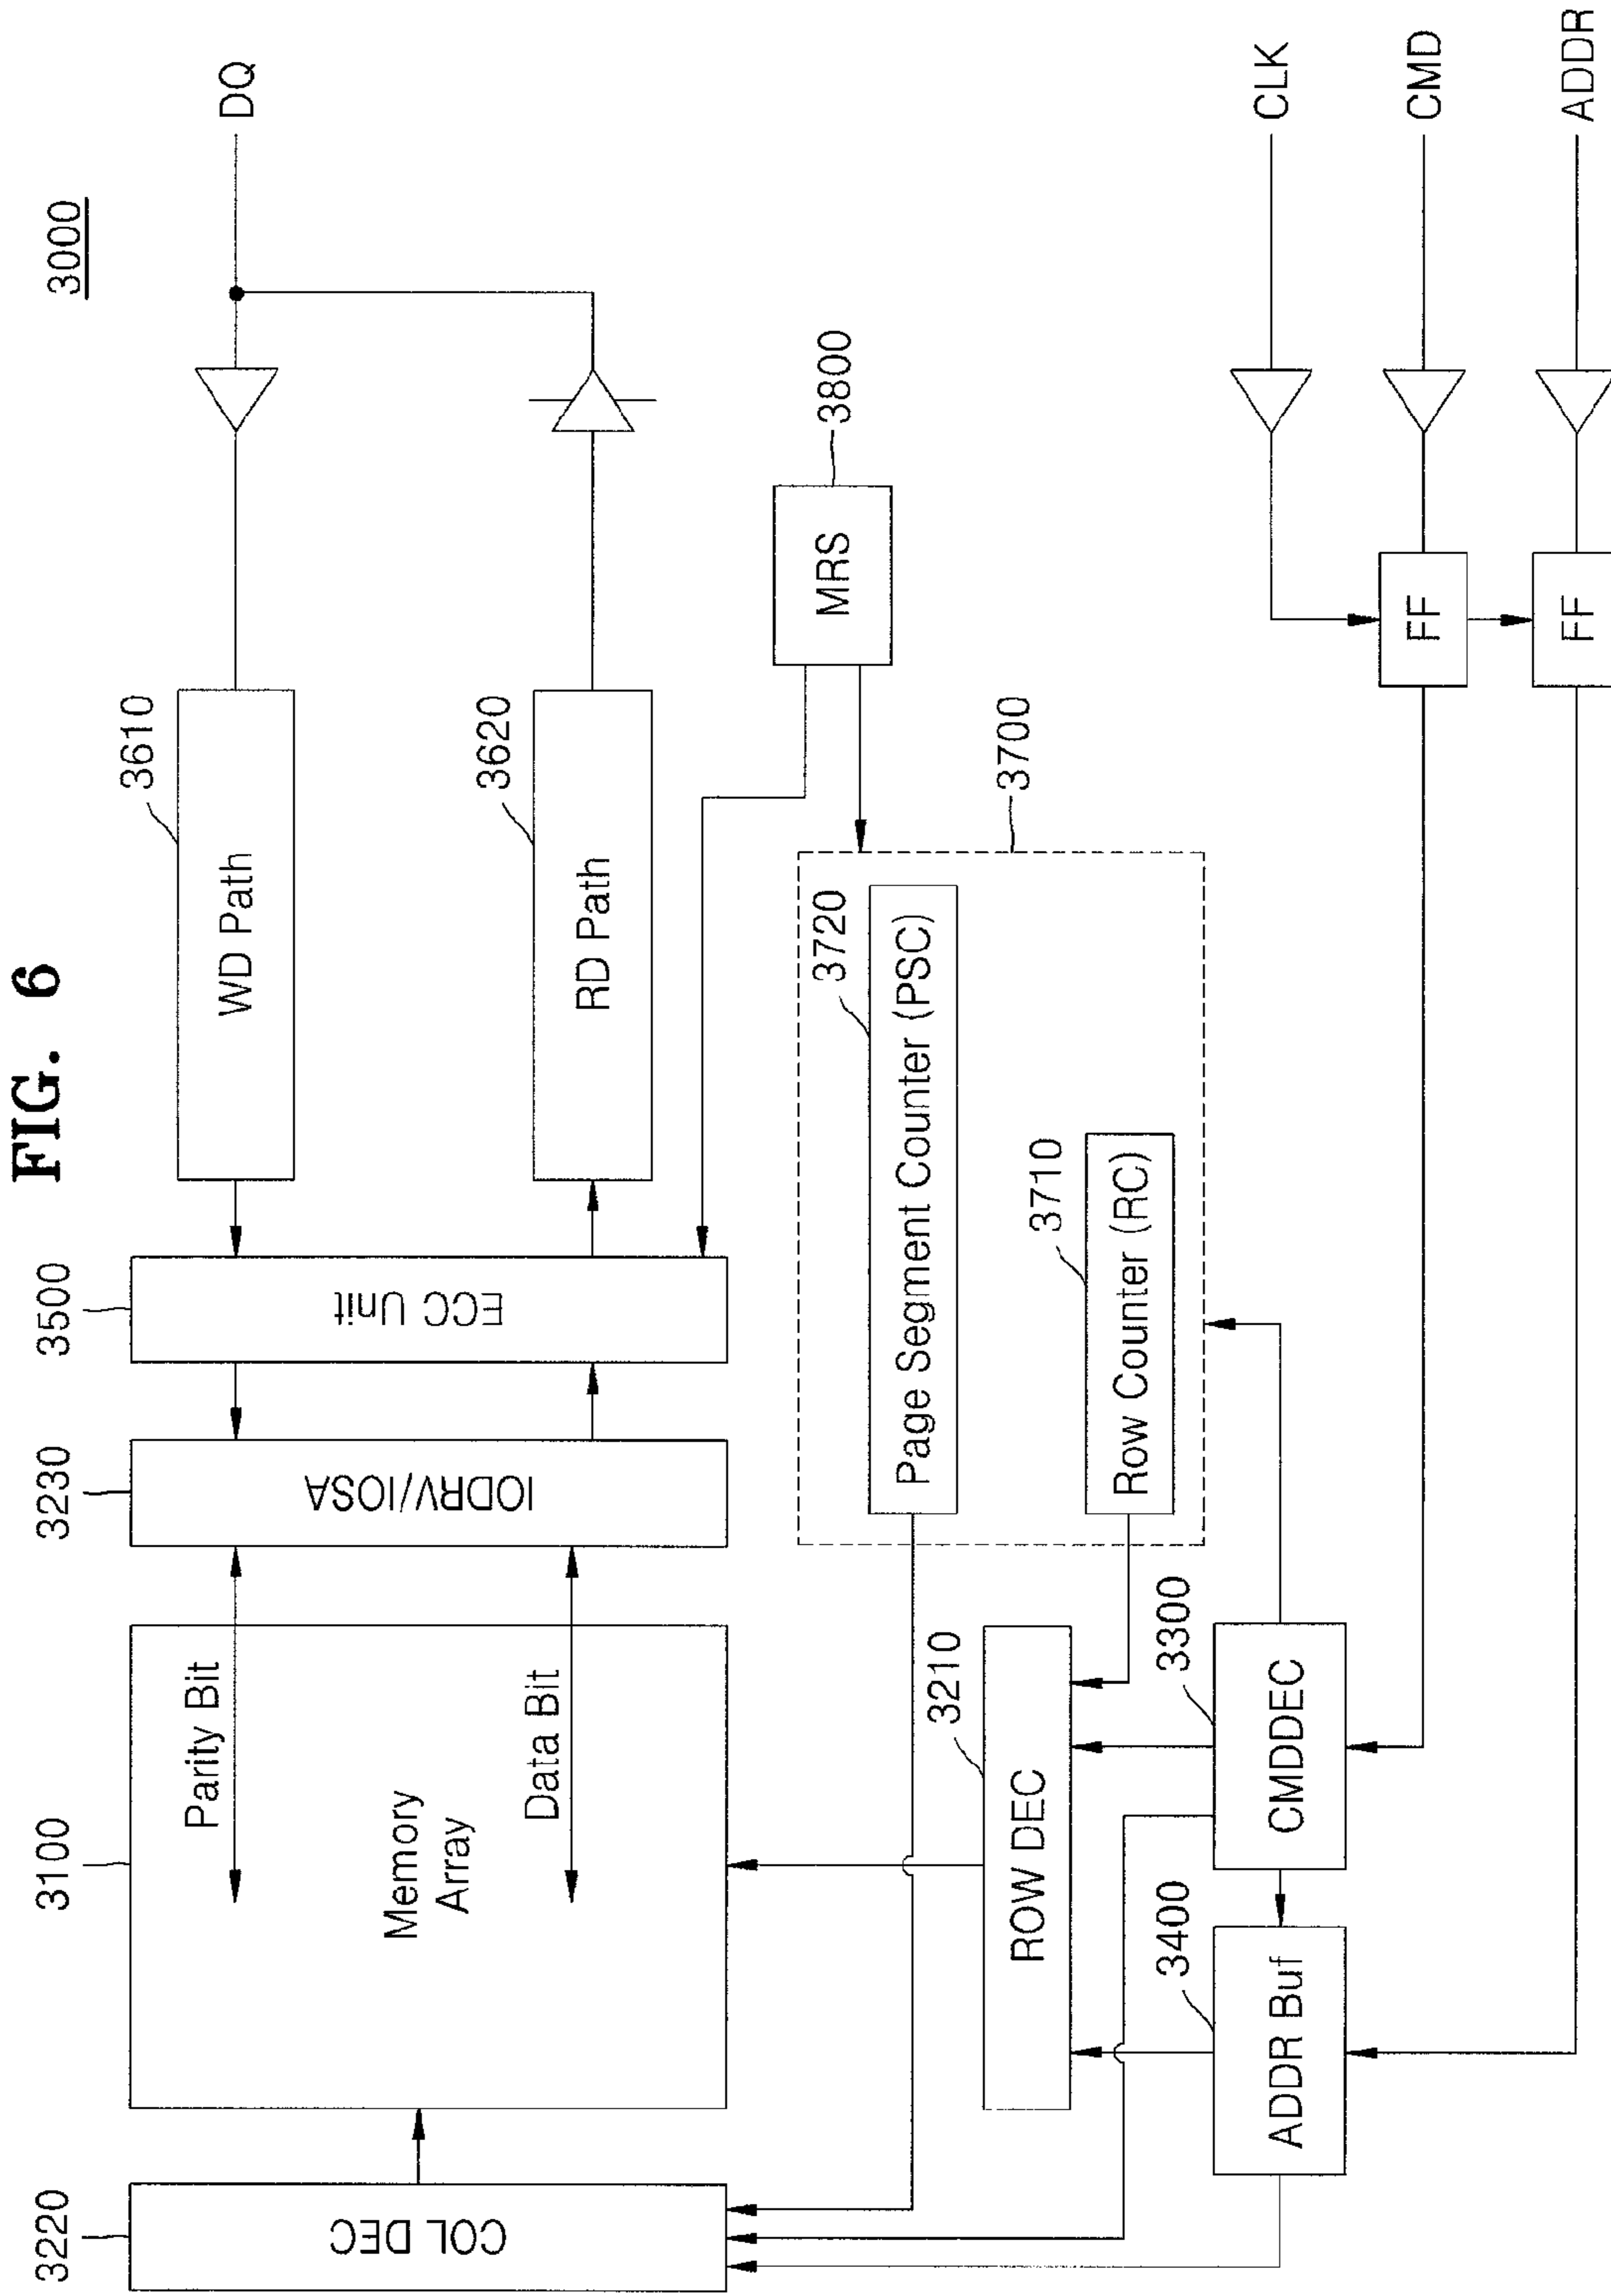 FIG. 6
3000
3220
3100
3230
3500
3610
WD Path
DQ
COL DEC
Parity Bit
Memory
Array
Data Bit
IODRV/IOSA
ECC Unit
3620
RD Path
3800
MRS
3700
3720
Page Segment Counter (PSC)
3710
Row Counter (RC)
3210
ROW DEC
3400
ADDR Buf
3300
CMDDEC
CLK
FF
CMD
FF
ADDR